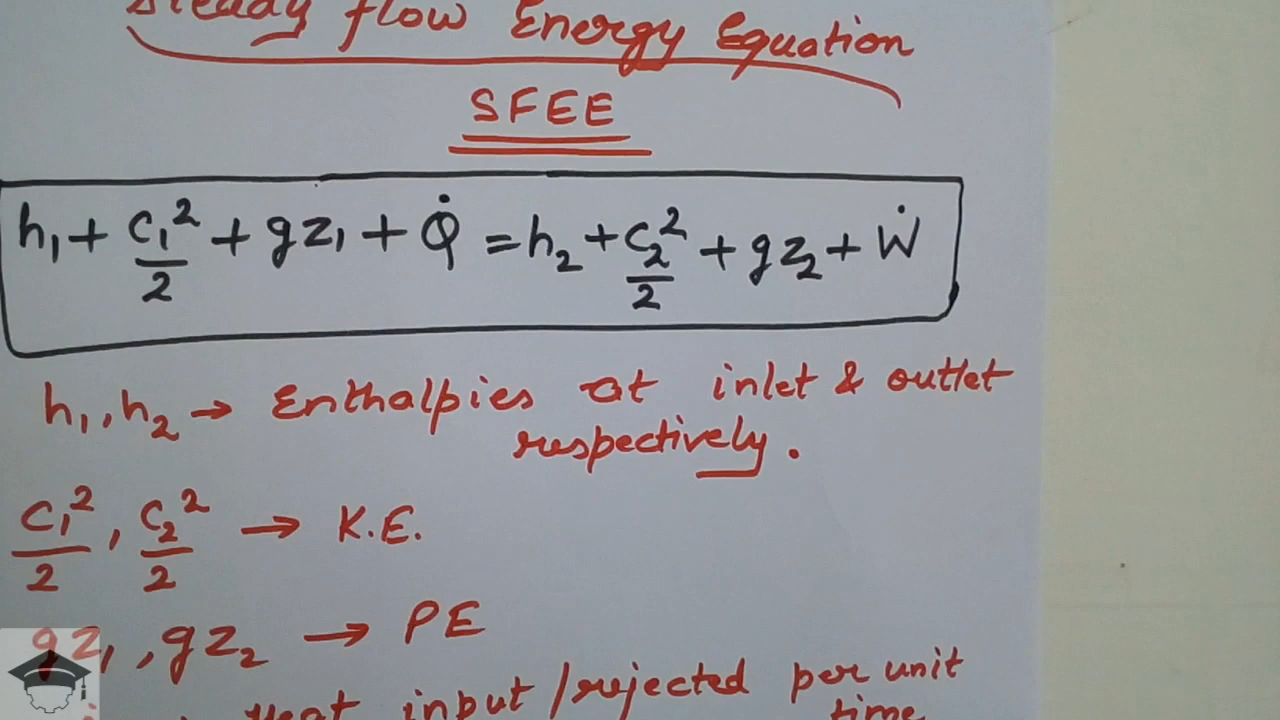 Steady flow Energy Equation
SFEE
h₁ + c₁²/2 + gz₁ + Q̇ = h₂ + c₂²/2 + gz₂ + Ẇ
h₁, h₂ → Enthalpies at inlet & outlet
respectively.
c₁²/2, c₂²/2 → K.E.
gz₁, gz₂ → PE
Heat input/rejected per unit
time